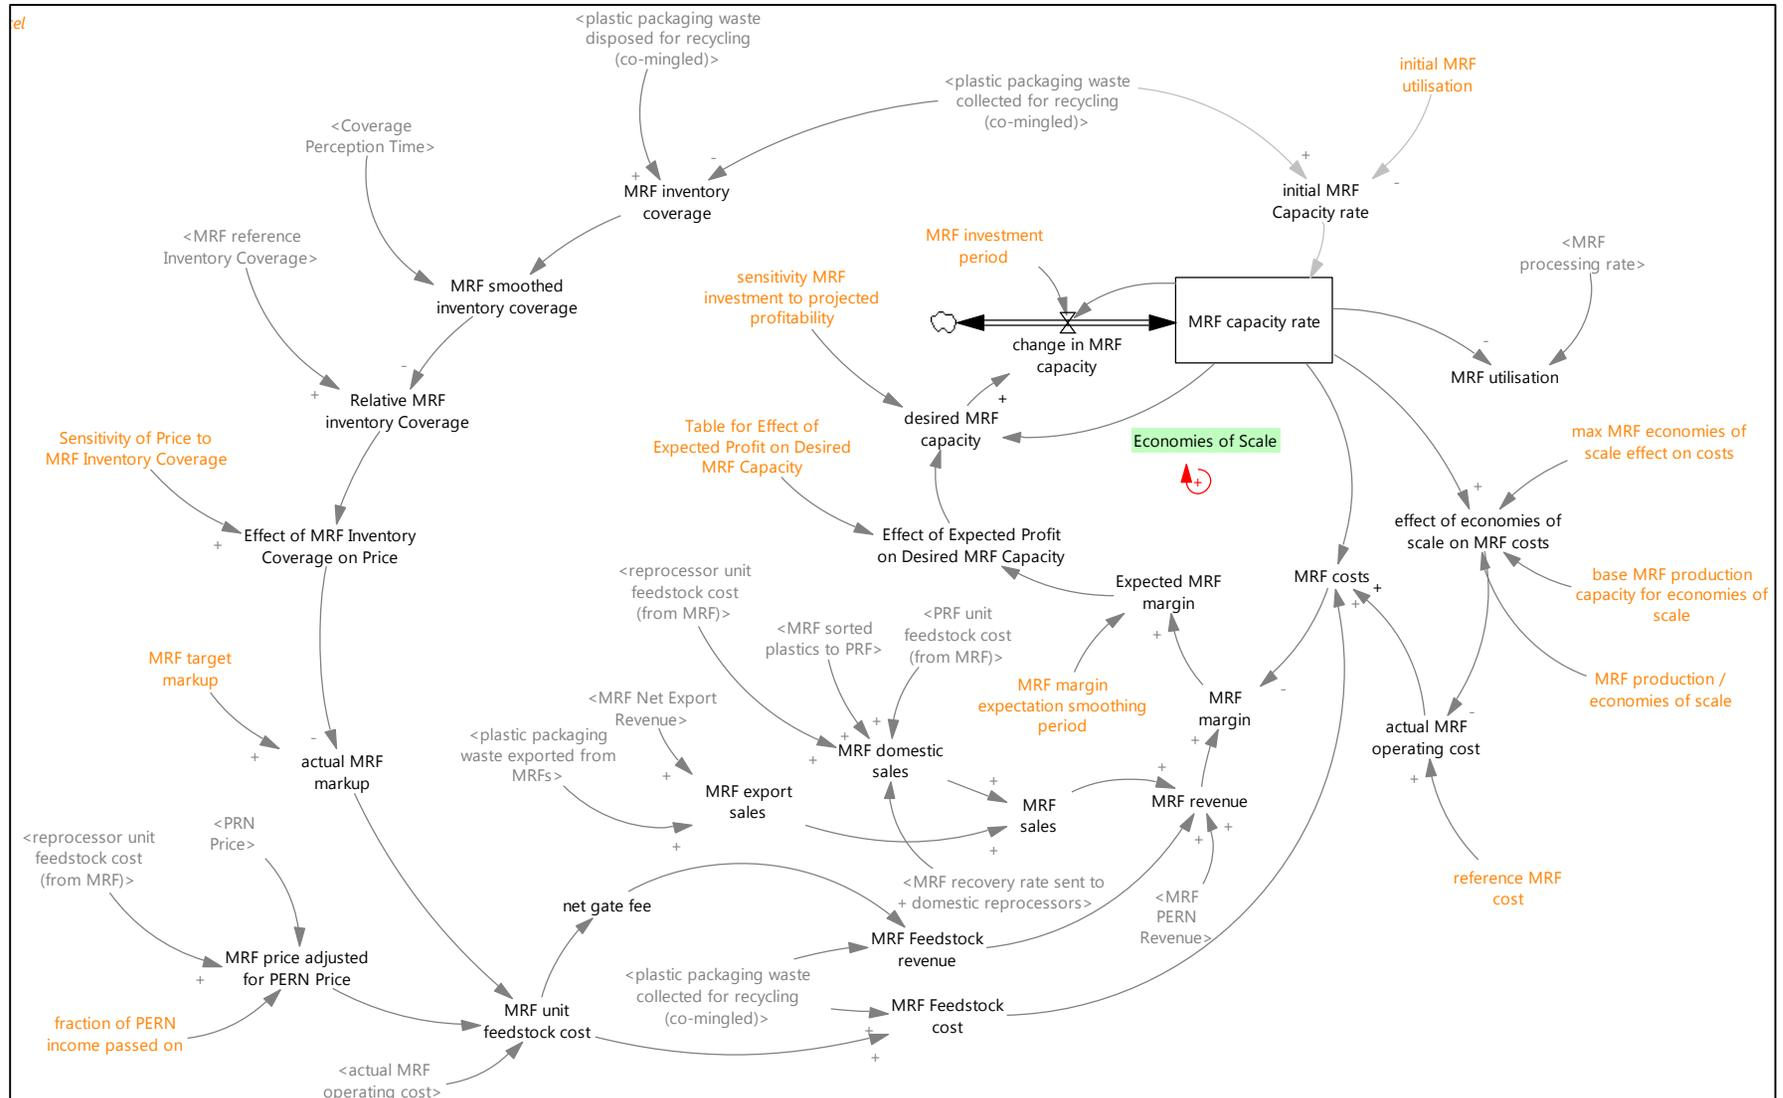 <plastic packaging waste
disposed for recycling
(co-mingled)>
<plastic packaging waste
collected for recycling
(co-mingled)>
initial MRF
utilisation
<Coverage
Perception Time>
+
-
+
-
MRF inventory
coverage
initial MRF
Capacity rate
<MRF reference
Inventory Coverage>
MRF investment
period
<MRF
processing rate>
sensitivity MRF
investment to projected
profitability
MRF smoothed
inventory coverage
MRF capacity rate
change in MRF
capacity
-
MRF utilisation
-
+
Relative MRF
inventory Coverage
+
desired MRF
capacity
Sensitivity of Price to
MRF Inventory Coverage
Table for Effect of
Expected Profit on Desired
MRF Capacity
Economies of Scale
+
max MRF economies of
scale effect on costs
+
Effect of MRF Inventory
Coverage on Price
+
Effect of Expected Profit
on Desired MRF Capacity
effect of economies of
scale on MRF costs
<reprocessor unit
feedstock cost
(from MRF)>
Expected MRF
margin
MRF costs
+
+
base MRF production
capacity for economies of
scale
<MRF sorted
plastics to PRF>
<PRF unit
feedstock cost
(from MRF)>
+
MRF target
markup
<MRF Net Export
Revenue>
MRF margin
expectation smoothing
period
MRF
margin
-
MRF production /
economies of scale
<plastic packaging
waste exported from
MRFs>
+
+
+
MRF domestic
sales
+
actual MRF
operating cost
-
+
-
+
actual MRF
markup
+
MRF export
sales
+
+
MRF
sales
+
+
MRF revenue
+
+
<reprocessor unit
feedstock cost
(from MRF)>
<PRN
Price>
<MRF recovery rate sent to
+ domestic reprocessors>
<MRF
PERN
Revenue>
reference MRF
cost
net gate fee
MRF Feedstock
revenue
MRF price adjusted
for PERN Price
+
<plastic packaging waste
collected for recycling
(co-mingled)>
MRF Feedstock
cost
+
+
fraction of PERN
income passed on
MRF unit
feedstock cost
<actual MRF
operating cost>